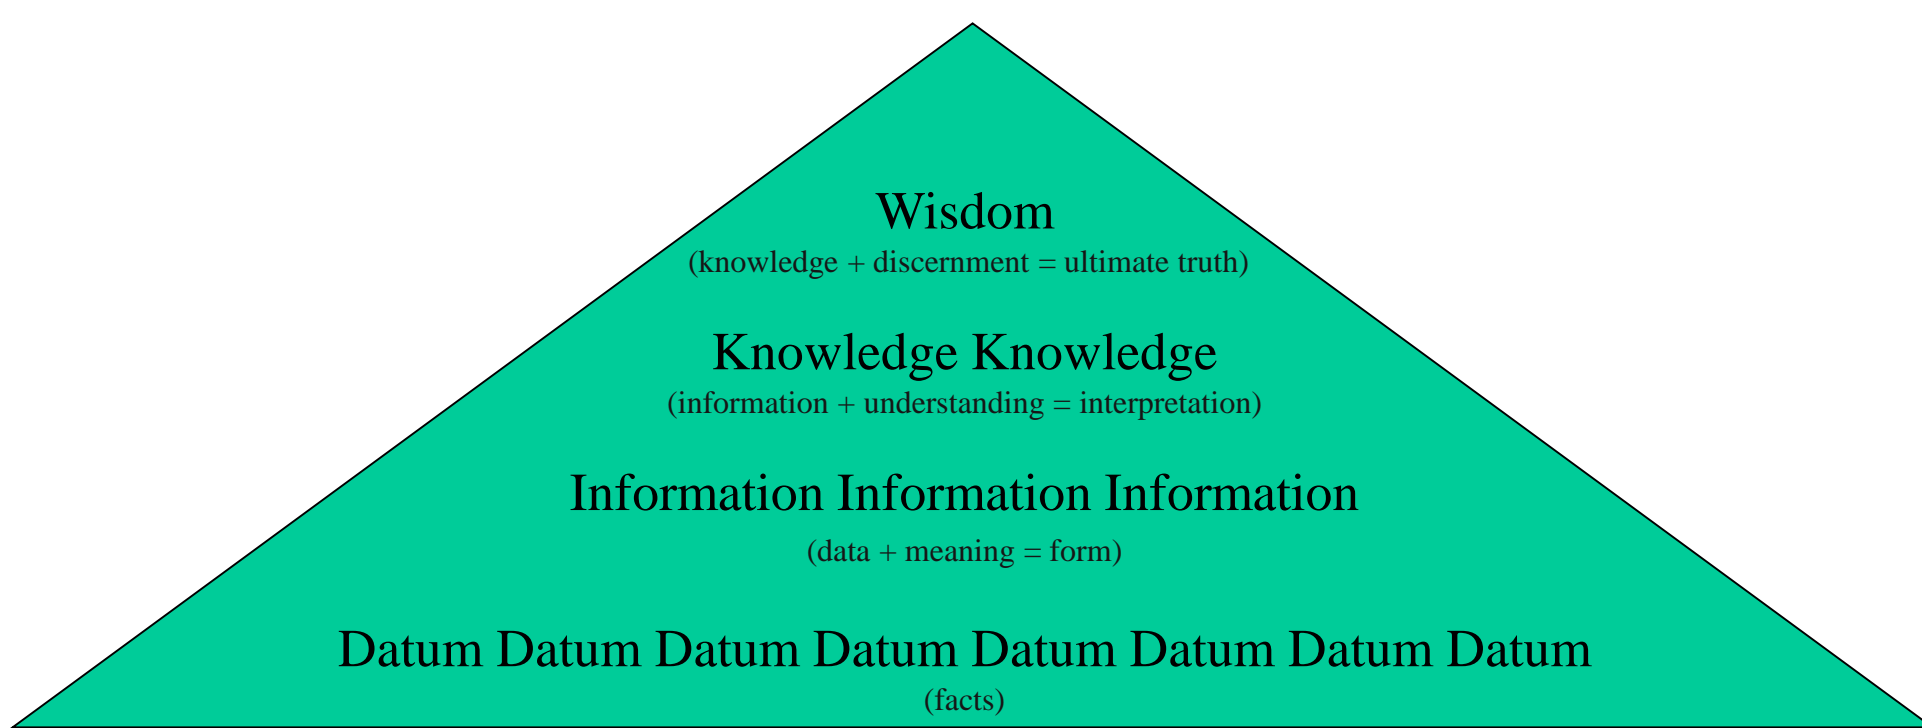 Wisdom
(knowledge + discernment = ultimate truth)
Knowledge Knowledge
(information + understanding = interpretation)
Information Information Information
(data + meaning = form)
Datum Datum Datum Datum Datum Datum Datum Datum
(facts)